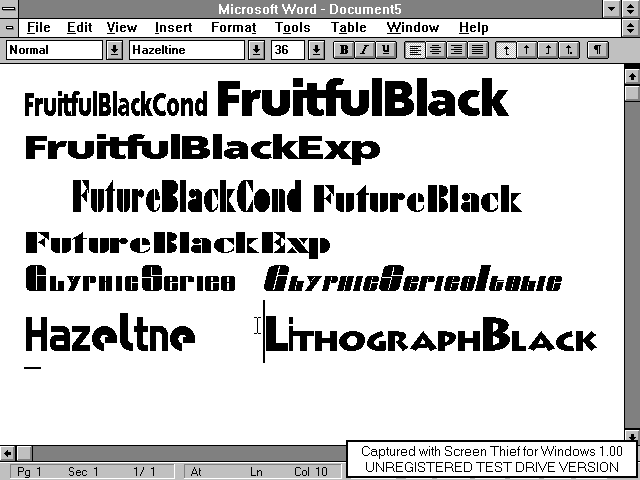 Microsoft Word - Document5
File Edit View Insert Format Tools Table Window Help
Normal Hazeltine 36 B I U
FruitfulBlackCond FruitfulBlack
FruitfulBlackExp
FutureBlackCond FutureBlack
FutureBlackExp
GlyphicSerico GlyphicSericoItalic
Hazeltne LithographBlack
Pg 1 Sec 1 1/ 1 At Ln Col 10
Captured with Screen Thief for Windows 1.00
UNREGISTERED TEST DRIVE VERSION